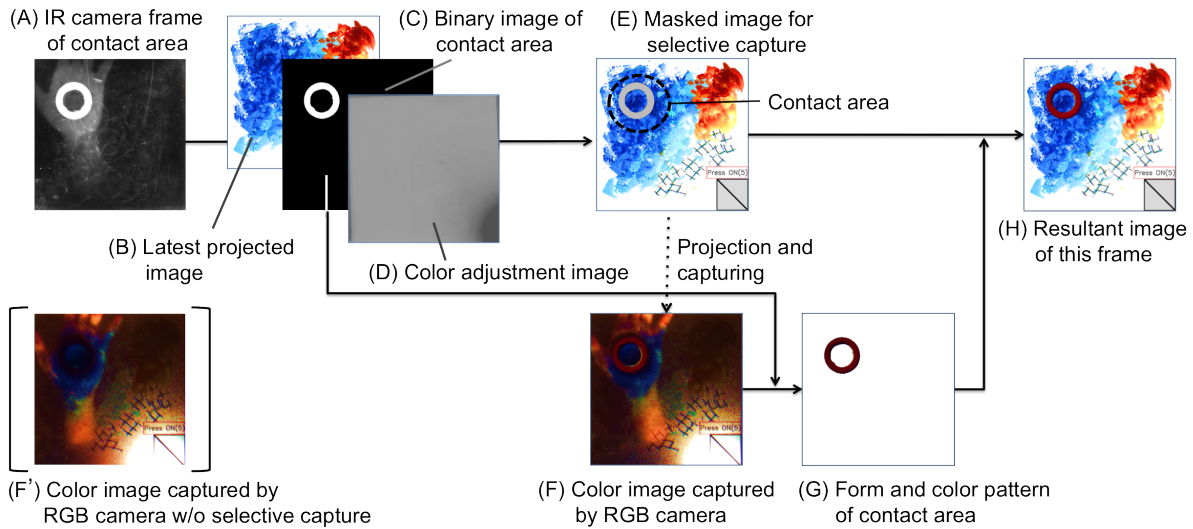 (A) IR camera frame
of contact area
(C) Binary image of
contact area
(E) Masked image for
selective capture
Contact area
Press ON(5)
Press ON(5)
(B) Latest projected
image
(D) Color adjustment image
Projection and
capturing
(H) Resultant image
of this frame
Press ON(5)
Press ON(5)
(F’) Color image captured by
RGB camera w/o selective capture
(F) Color image captured
by RGB camera
(G) Form and color pattern
of contact area